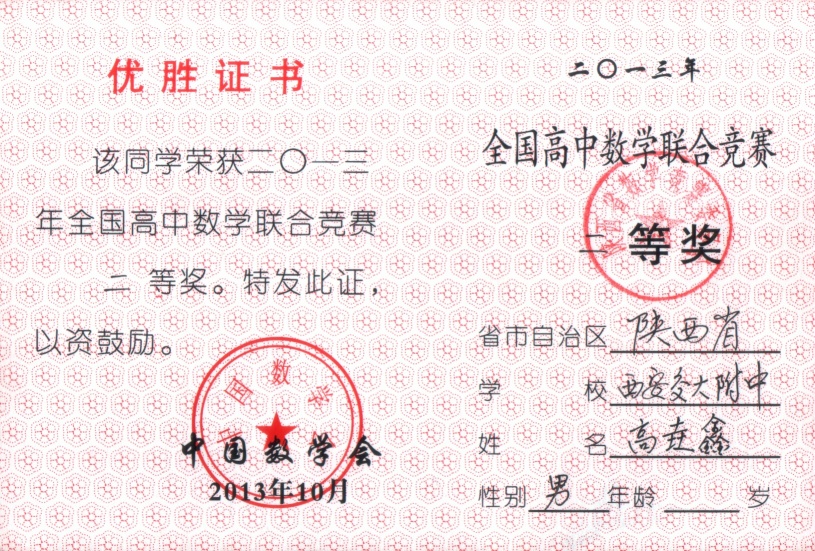 优胜证书
该同学荣获二〇一三
年全国高中数学联合竞赛
二 等奖。特发此证，
以资鼓励。
中国数学会
中国数学会
2013年10月
二〇一三年
全国高中数学联合竞赛
二 等奖
省市自治区 陕西省
学 校 西安交大附中
姓 名 高垚鑫
性别 男 年龄 岁